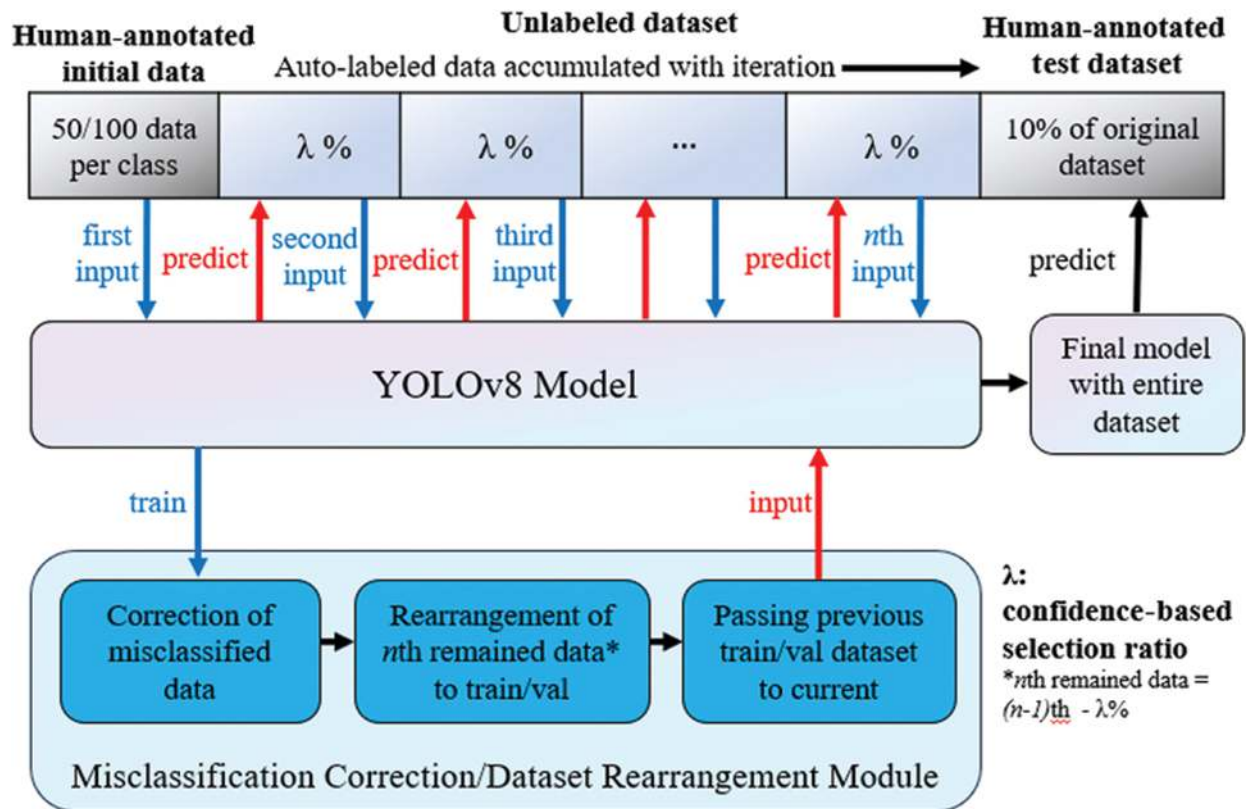 Human-annotated
initial data
Unlabeled dataset
Auto-labeled data accumulated with iteration
Human-annotated
test dataset
50/100 data
per class
λ %
λ %
...
λ %
10% of original
dataset
first
input
predict
second
input
predict
third
input
predict
nth
input
predict
YOLOv8 Model
Final model
with entire
dataset
train
input
Correction of
misclassified
data
Rearrangement of
nth remained data*
to train/val
Passing previous
train/val dataset
to current
Misclassification Correction/Dataset Rearrangement Module
λ:
confidence-based
selection ratio
*nth remained data =
(n-1)th - λ%